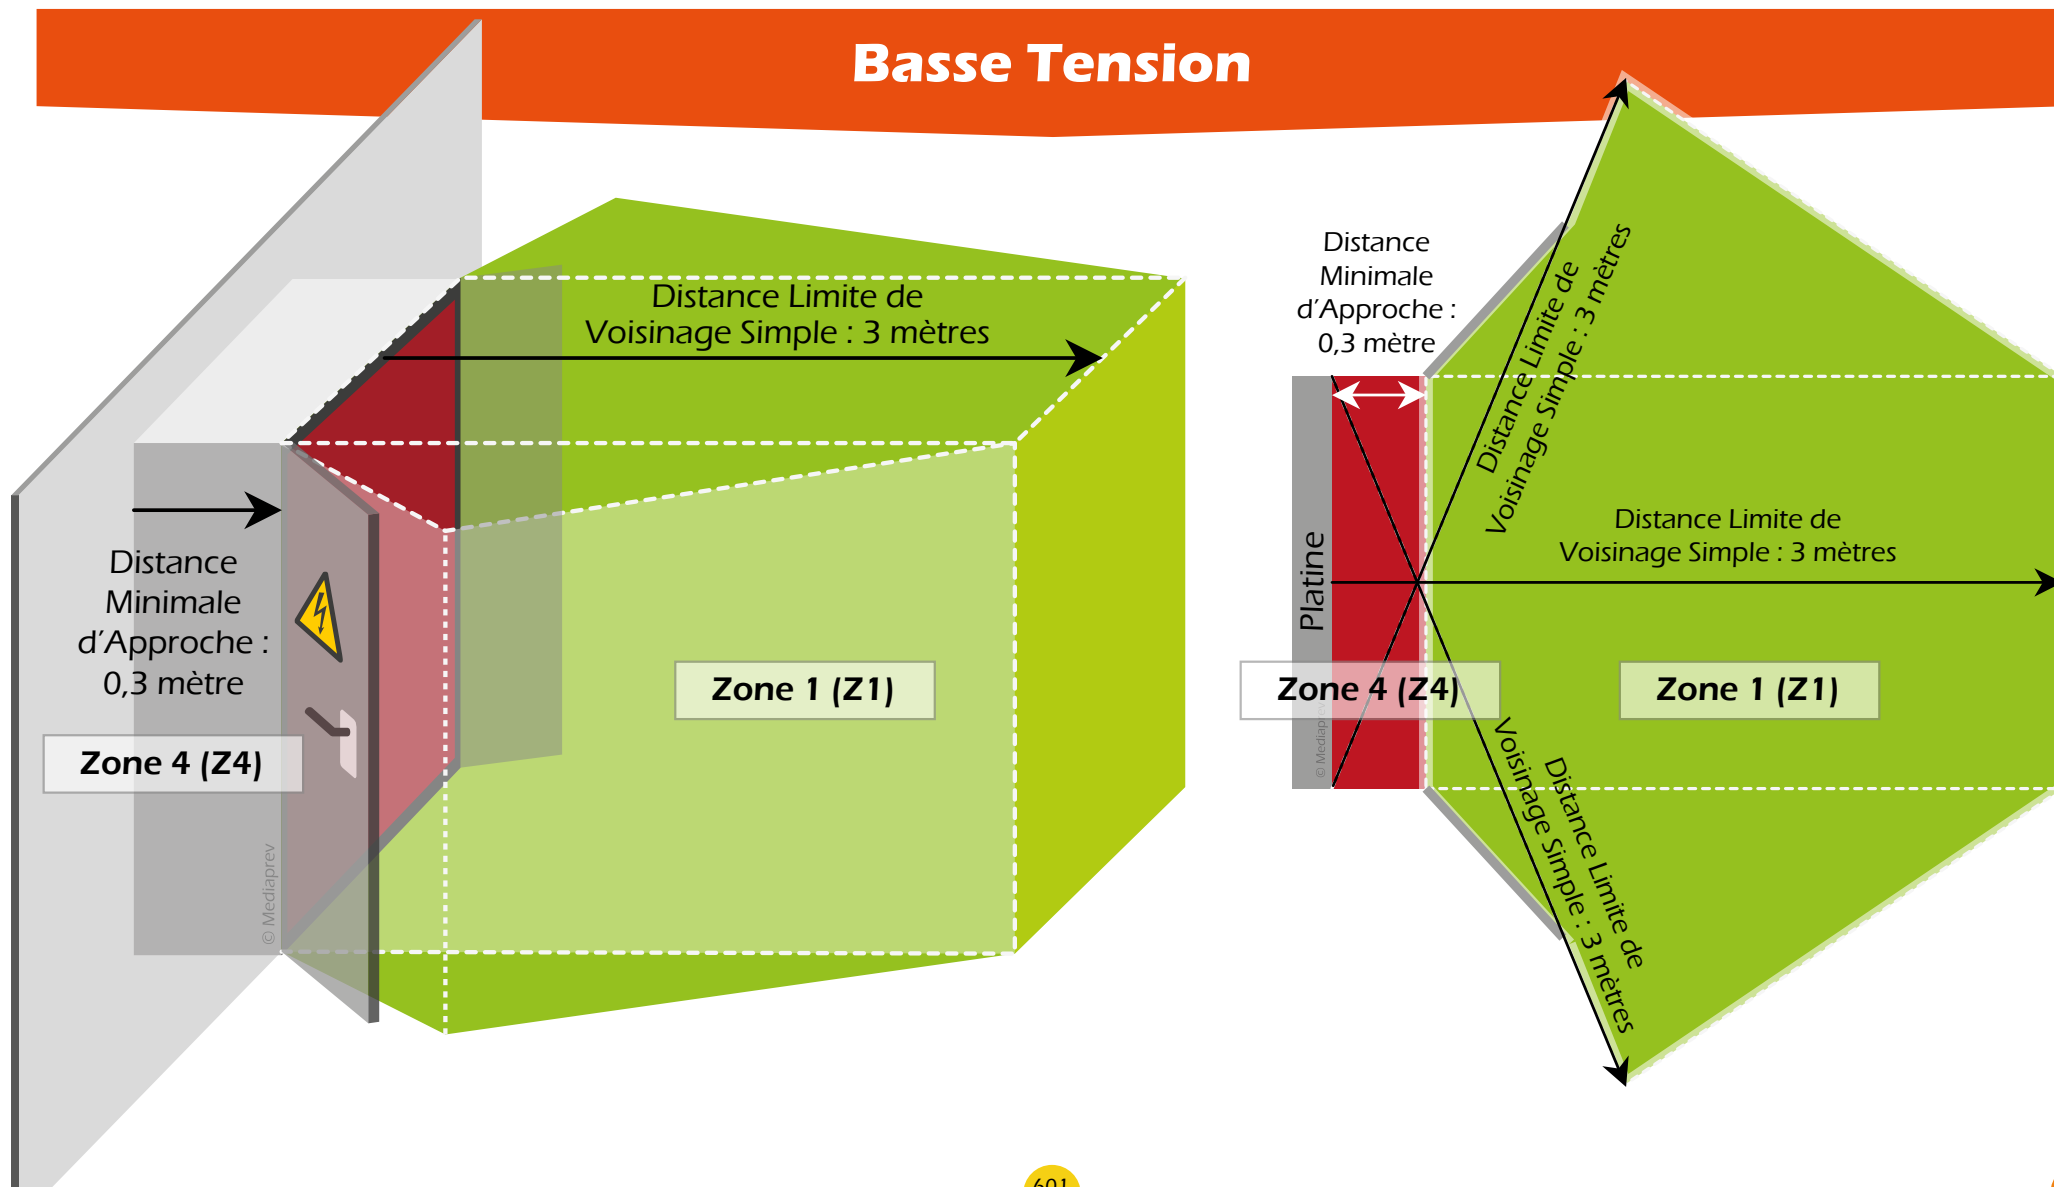 Basse Tension
Distance Limite de
Voisinage Simple : 3 mètres
Distance
Minimale
d'Approche :
0,3 mètre
Zone 4 (Z4)
Zone 1 (Z1)
© Mediaprev
Distance
Minimale
d'Approche :
0,3 mètre
Distance Limite de
Voisinage Simple : 3 mètres
Distance Limite de
Voisinage Simple : 3 mètres
Platine
Zone 4 (Z4)
Zone 1 (Z1)
© Mediaprev
Distance Limite de
Voisinage Simple : 3 mètres
601